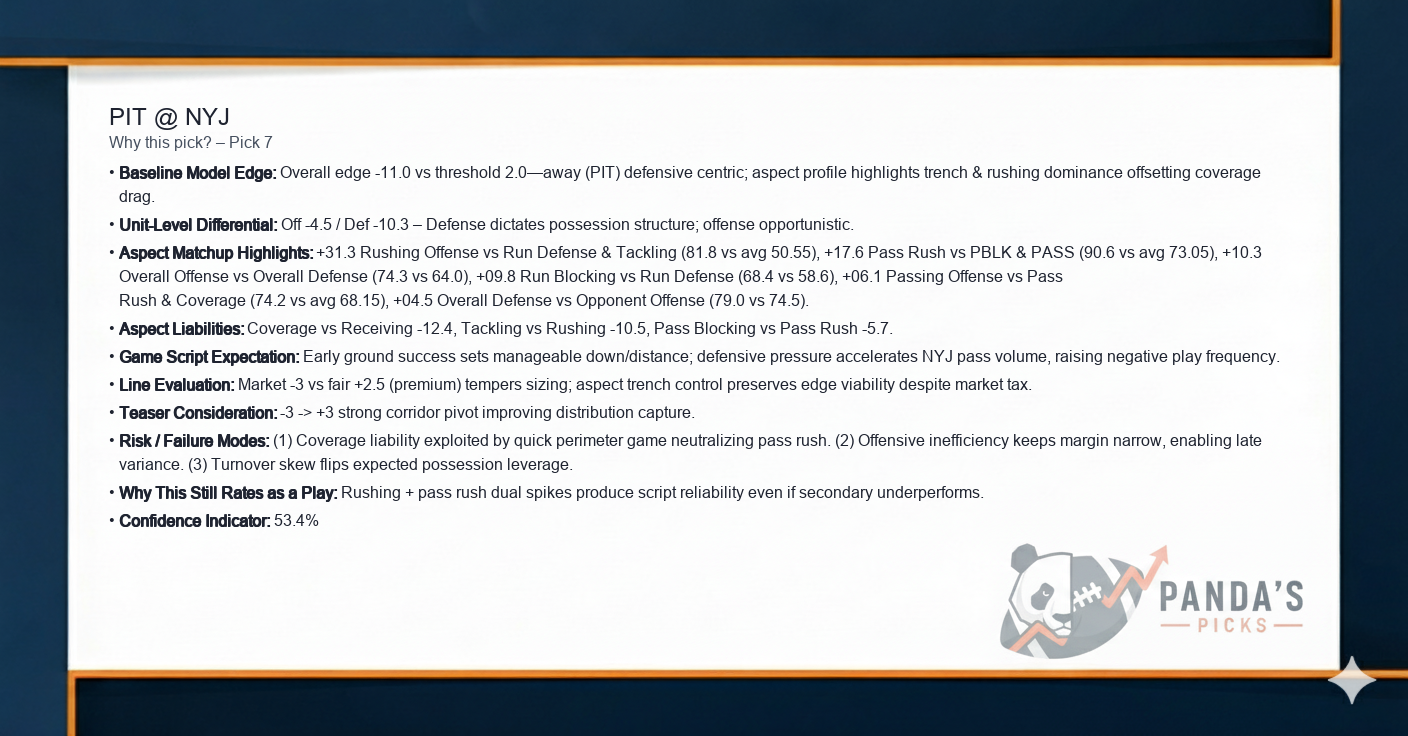 PIT @ NYJ
Why this pick? – Pick 7
• Baseline Model Edge: Overall edge -11.0 vs threshold 2.0—away (PIT) defensive centric; aspect profile highlights trench & rushing dominance offsetting coverage
drag.
• Unit-Level Differential: Off -4.5 / Def -10.3 – Defense dictates possession structure; offense opportunistic.
• Aspect Matchup Highlights: +31.3 Rushing Offense vs Run Defense & Tackling (81.8 vs avg 50.55), +17.6 Pass Rush vs PBLK & PASS (90.6 vs avg 73.05), +10.3
Overall Offense vs Overall Defense (74.3 vs 64.0), +09.8 Run Blocking vs Run Defense (68.4 vs 58.6), +06.1 Passing Offense vs Pass
Rush & Coverage (74.2 vs avg 68.15), +04.5 Overall Defense vs Opponent Offense (79.0 vs 74.5).
• Aspect Liabilities: Coverage vs Receiving -12.4, Tackling vs Rushing -10.5, Pass Blocking vs Pass Rush -5.7.
• Game Script Expectation: Early ground success sets manageable down/distance; defensive pressure accelerates NYJ pass volume, raising negative play frequency.
• Line Evaluation: Market -3 vs fair +2.5 (premium) tempers sizing; aspect trench control preserves edge viability despite market tax.
• Teaser Consideration: -3 -> +3 strong corridor pivot improving distribution capture.
• Risk / Failure Modes: (1) Coverage liability exploited by quick perimeter game neutralizing pass rush. (2) Offensive inefficiency keeps margin narrow, enabling late
variance. (3) Turnover skew flips expected possession leverage.
• Why This Still Rates as a Play: Rushing + pass rush dual spikes produce script reliability even if secondary underperforms.
• Confidence Indicator: 53.4%
PANDA'S
PICKS